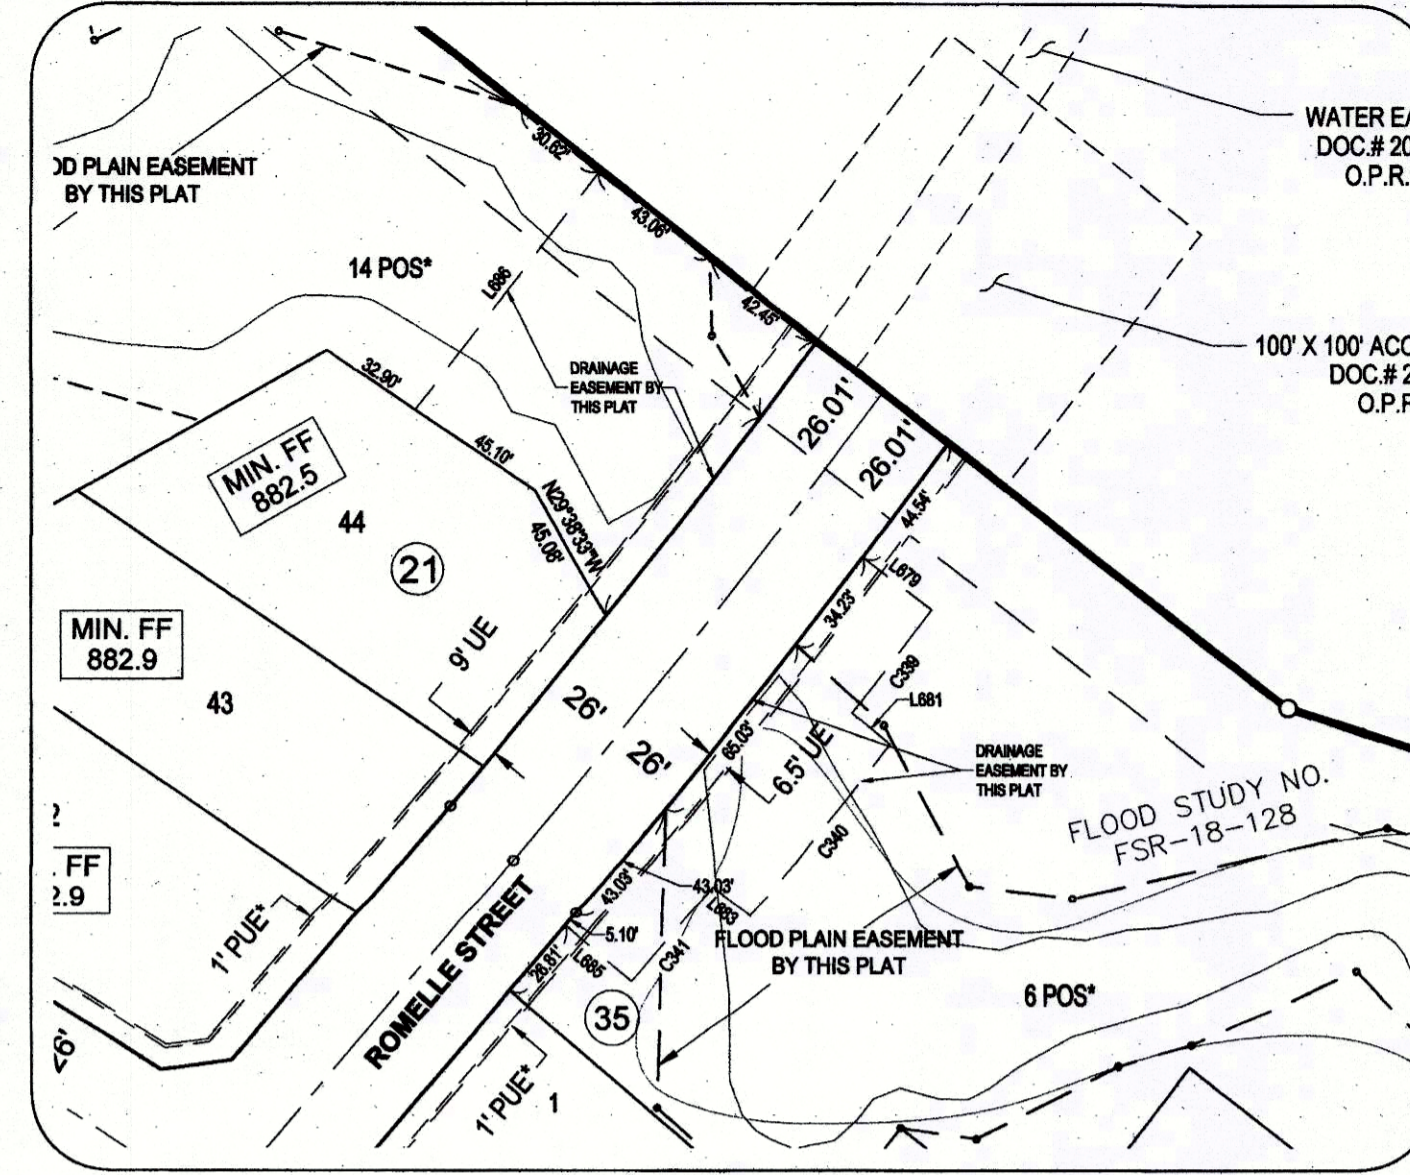 WATER EA
DOC.# 20
O.P.R.
30.62'
OD PLAIN EASEMENT
BY THIS PLAT
43.06'
14 POS*
L686
42.45'
100' X 100' ACC
DOC.# 2
O.P.F
32.90'
DRAINAGE
EASEMENT BY
THIS PLAT
26.01'
26.01'
MIN. FF
882.5
45.10'
44
N29°38'33"W
45.08'
44.54'
21
L679
34.23'
MIN. FF
882.9
9' UE
43
26'
C339
L681
26'
65.03'
6.5' UE
DRAINAGE
EASEMENT BY
THIS PLAT
FLOOD STUDY NO.
FSR-18-128
2
. FF
2.9
C340
43.03'
43.03'
L683
1' PUE*
ROMELLE STREET
5.10'
FLOOD PLAIN EASEMENT
BY THIS PLAT
28.81'
L685
C341
6 POS*
35
26'
1' PUE*
1